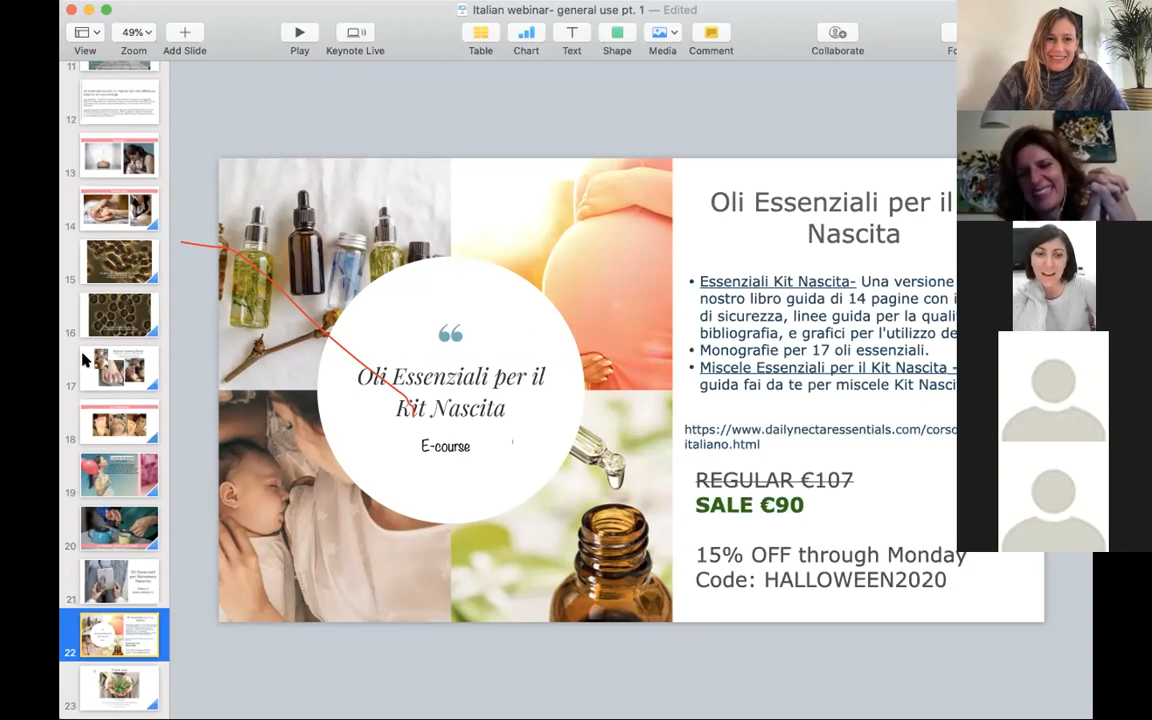 Italian webinar- general use pt. 1 — Edited
49%
View
Zoom
Add Slide
Play
Keynote Live
Table
Chart
Text
Shape
Media
Comment
Collaborate
Fo
11
12
13
14
15
16
17
18
19
20
21
22
23
“
Oli Essenziali per il
Kit Nascita
E-course
Oli Essenziali per il
Nascita
• Essenziali Kit Nascita- Una versione
nostro libro guida di 14 pagine con i
di sicurezza, linee guida per la quali
bibliografia, e grafici per l'utilizzo de
• Monografie per 17 oli essenziali.
• Miscele Essenziali per il Kit Nascita -
guida fai da te per miscele Kit Nasci
https://www.dailynectaressentials.com/corso
italiano.html
REGULAR €107
SALE €90
15% OFF through Monday
Code: HALLOWEEN2020